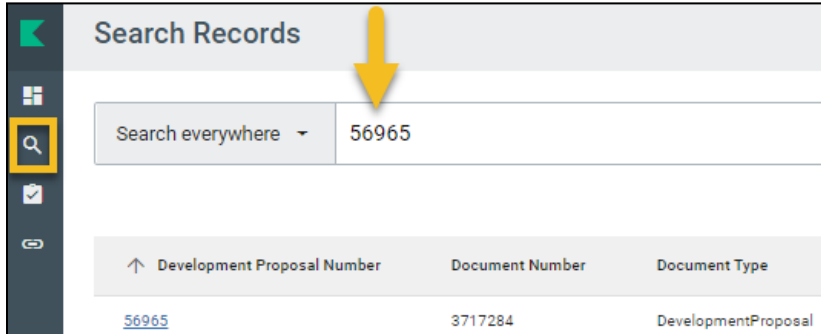 Search Records
Search everywhere 56965
Development Proposal Number Document Number Document Type
56965 3717284 DevelopmentProposal